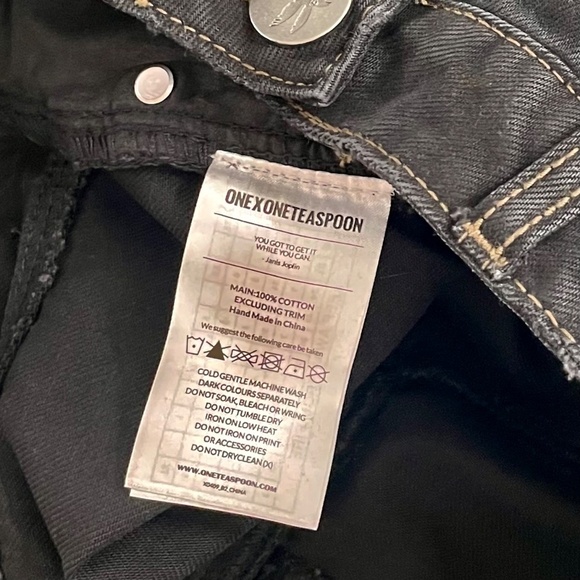 ONEXONETEASPOON
YOU GOT TO GET IT
WHILE YOU CAN.
- Janis Joplin
MAIN:100% COTTON
EXCLUDING TRIM
Hand Made In China
We suggest the following care be taken
COLD GENTLE MACHINE WASH
DARK COLOURS SEPARATELY
DO NOT SOAK, BLEACH OR WRING
DO NOT TUMBLE DRY
IRON ON LOW HEAT
DO NOT IRON ON PRINT
OR ACCESSORIES
DO NOT DRYCLEAN(X)
WWW.ONETEASPOON.COM